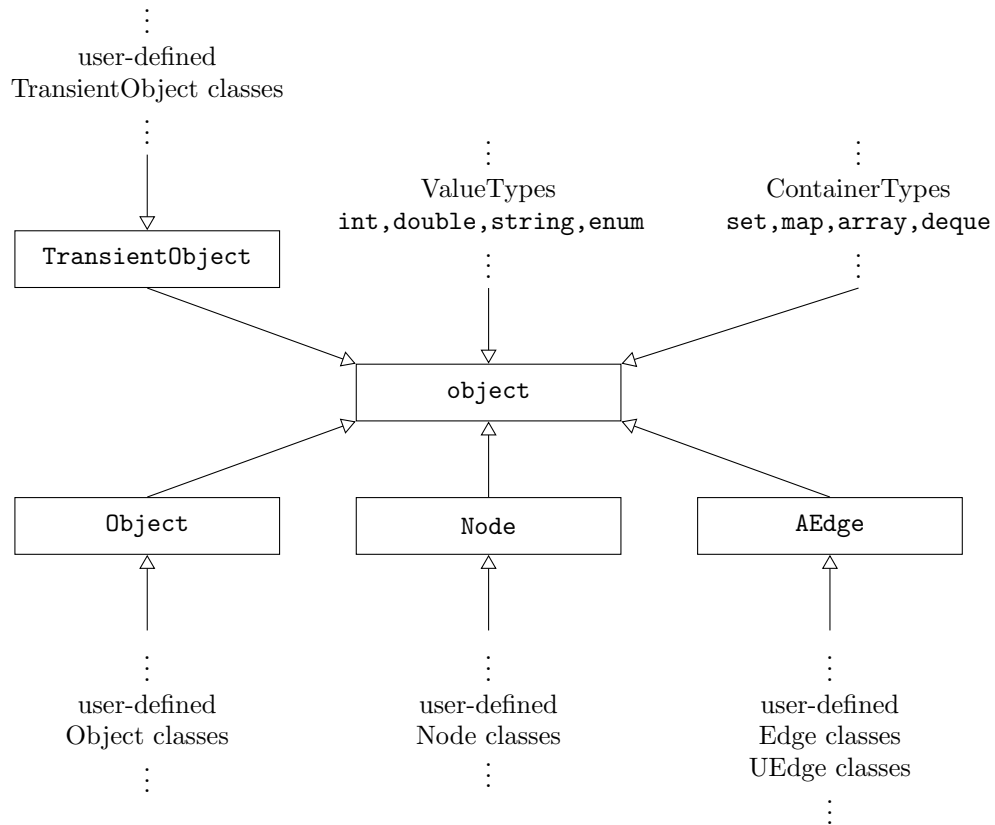 user-defined
TransientObject classes
ValueTypes
int,double,string,enum
ContainerTypes
set,map,array,deque
TransientObject
object
Object
Node
AEdge
user-defined
Object classes
user-defined
Node classes
user-defined
Edge classes
UEdge classes